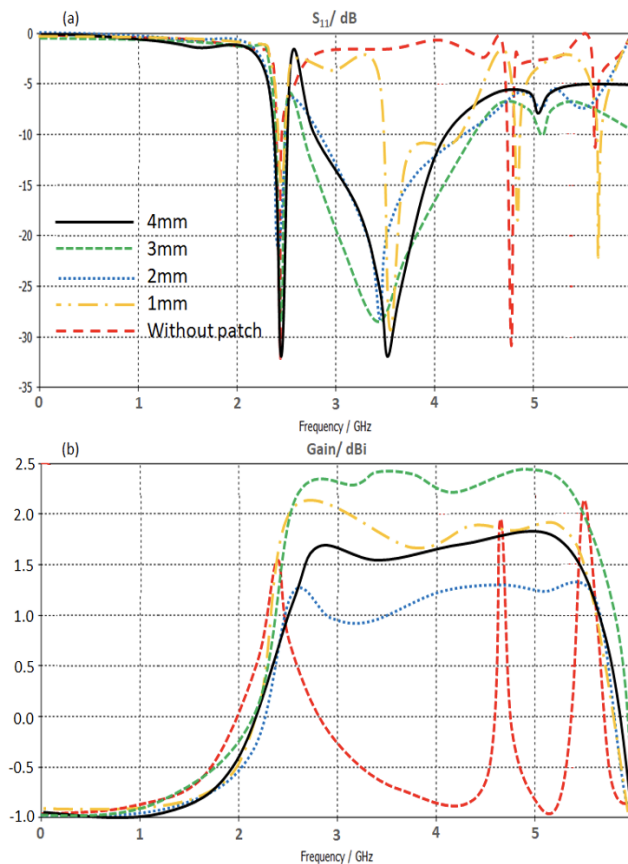 (a)
S11/ dB
0
-5
-10
-15
-20
-25
-30
-35
4mm
3mm
2mm
1mm
Without patch
0 1 2 3 4 5
Frequency / GHz
(b)
Gain/ dBi
2.5
2.0
1.5
1.0
0.5
0.0
-0.5
-1.0
0 1 2 3 4 5
Frequency / GHz